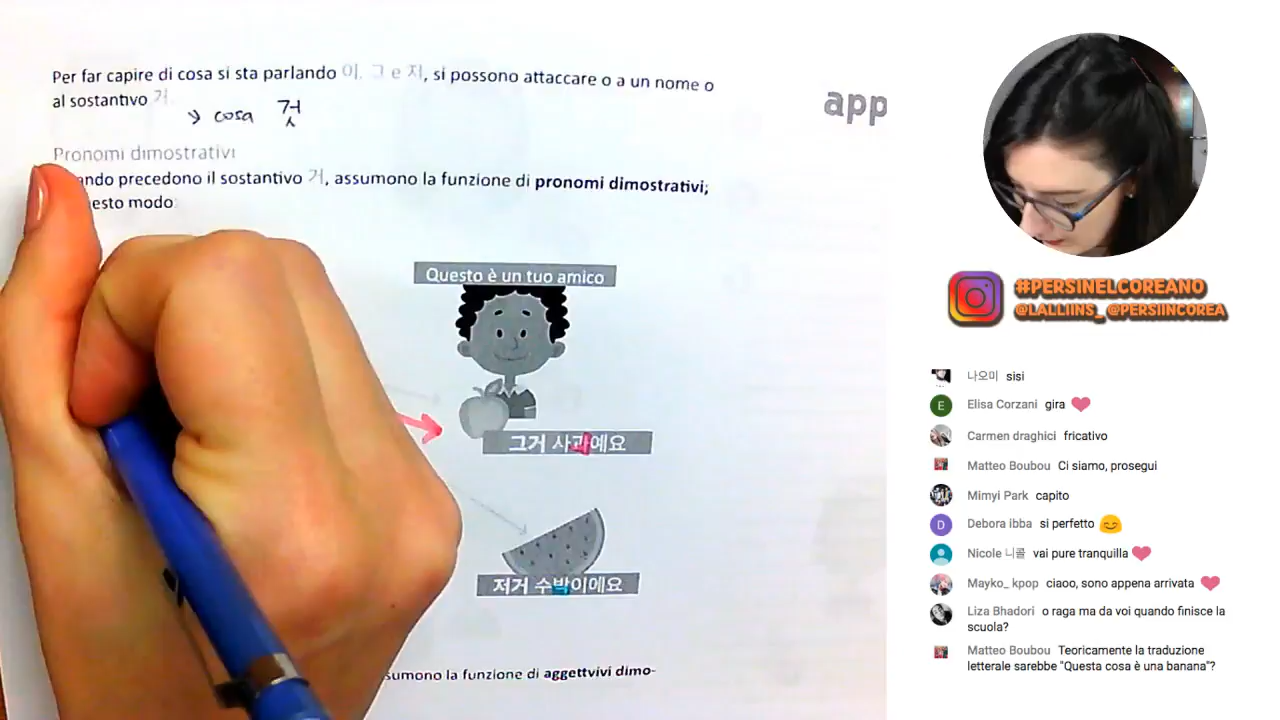 Per far capire di cosa si sta parlando 이, 그 e 저, si possono attaccare o a un nome o
al sostantivo 거
↳ cosa 것
app
Pronomi dimostrativi
ando precedono il sostantivo 거, assumono la funzione di pronomi dimostrativi;
esto modo:
Questo è un tuo amico
그거 사과예요
저거 수박이에요
sumono la funzione di aggettvivi dimo-
#PERSINELCOREANO
@LALLIINS_ @PERSIINCOREA
나오미 sisi
E Elisa Corzani gira
Carmen draghici fricativo
Matteo Boubou Ci siamo, prosegui
Mimyi Park capito
D Debora ibba si perfetto
Nicole 니콜 vai pure tranquilla
Mayko_ kpop ciaoo, sono appena arrivata
Liza Bhadori o raga ma da voi quando finisce la
scuola?
Matteo Boubou Teoricamente la traduzione
letterale sarebbe "Questa cosa è una banana"?